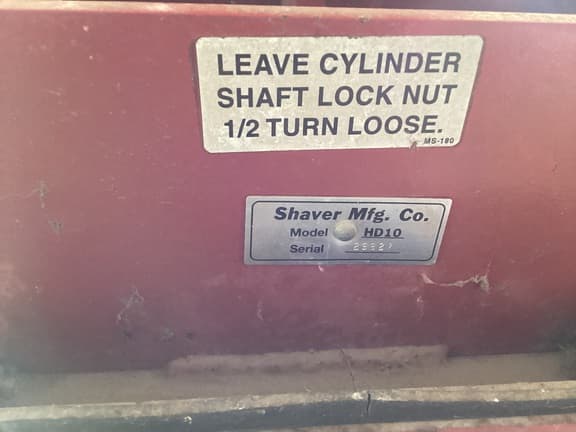 LEAVE CYLINDER
SHAFT LOCK NUT
1/2 TURN LOOSE.
MS-180
Shaver Mfg. Co.
Model HD10
Serial